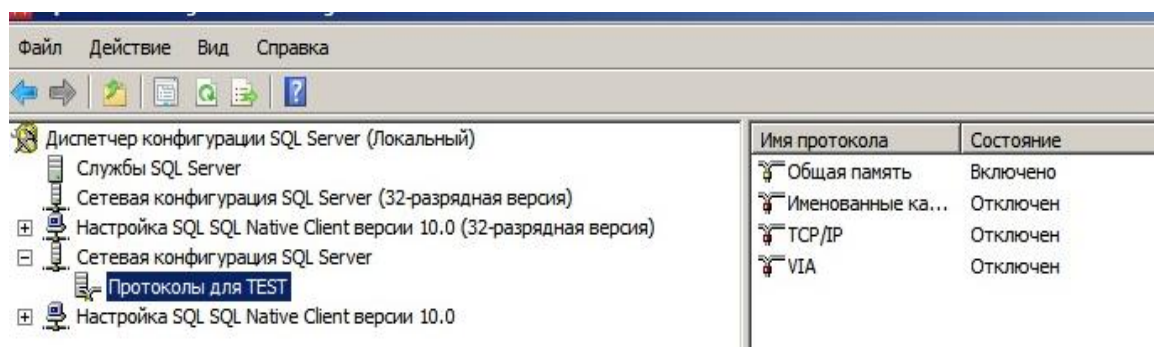 Файл Действие Вид Справка
Диспетчер конфигурации SQL Server (Локальный)
Службы SQL Server
Сетевая конфигурация SQL Server (32-разрядная версия)
Настройка SQL SQL Native Client версии 10.0 (32-разрядная версия)
Сетевая конфигурация SQL Server
Протоколы для TEST
Настройка SQL SQL Native Client версии 10.0
Имя протокола Состояние
Общая память Включено
Именованные ка... Отключен
TCP/IP Отключен
VIA Отключен